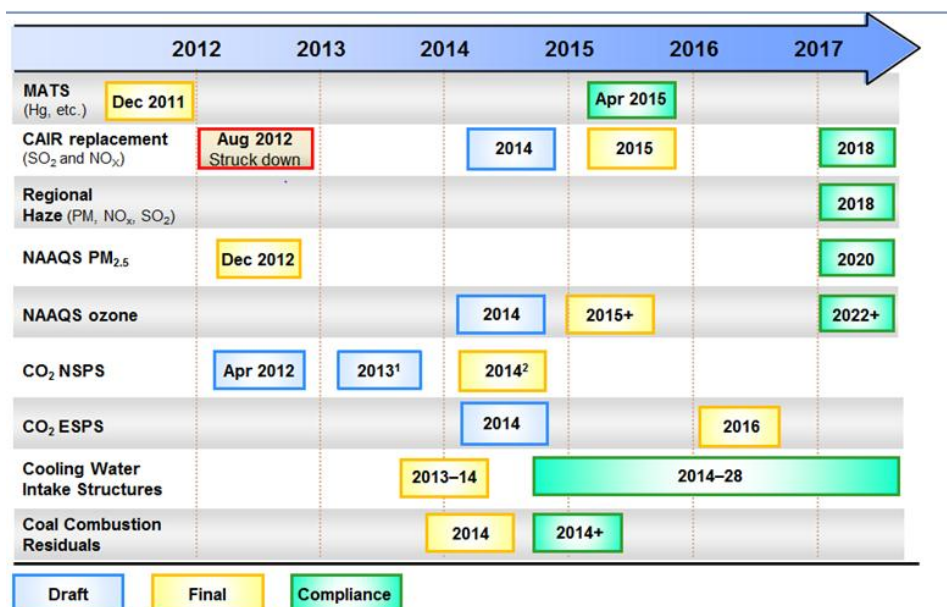 2012 2013 2014 2015 2016 2017
MATS
(Hg, etc.)
Dec 2011
Apr 2015
CAIR replacement
(SO₂ and NOₓ)
Aug 2012
Struck down
2014
2015
2018
Regional
Haze (PM, NOₓ, SO₂)
2018
NAAQS PM₂.₅
Dec 2012
2020
NAAQS ozone
2014
2015+
2022+
CO₂ NSPS
Apr 2012
2013¹
2014²
CO₂ ESPS
2014
2016
Cooling Water
Intake Structures
2013–14
2014–28
Coal Combustion
Residuals
2014
2014+
Draft
Final
Compliance